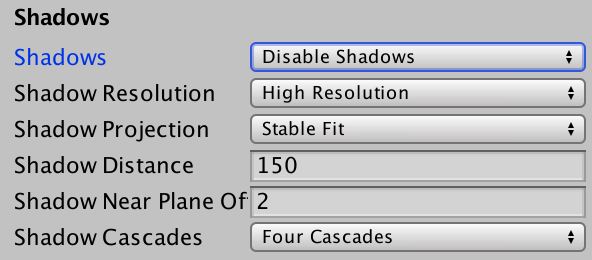 Shadows
Shadows Disable Shadows
Shadow Resolution High Resolution
Shadow Projection Stable Fit
Shadow Distance 150
Shadow Near Plane Of 2
Shadow Cascades Four Cascades